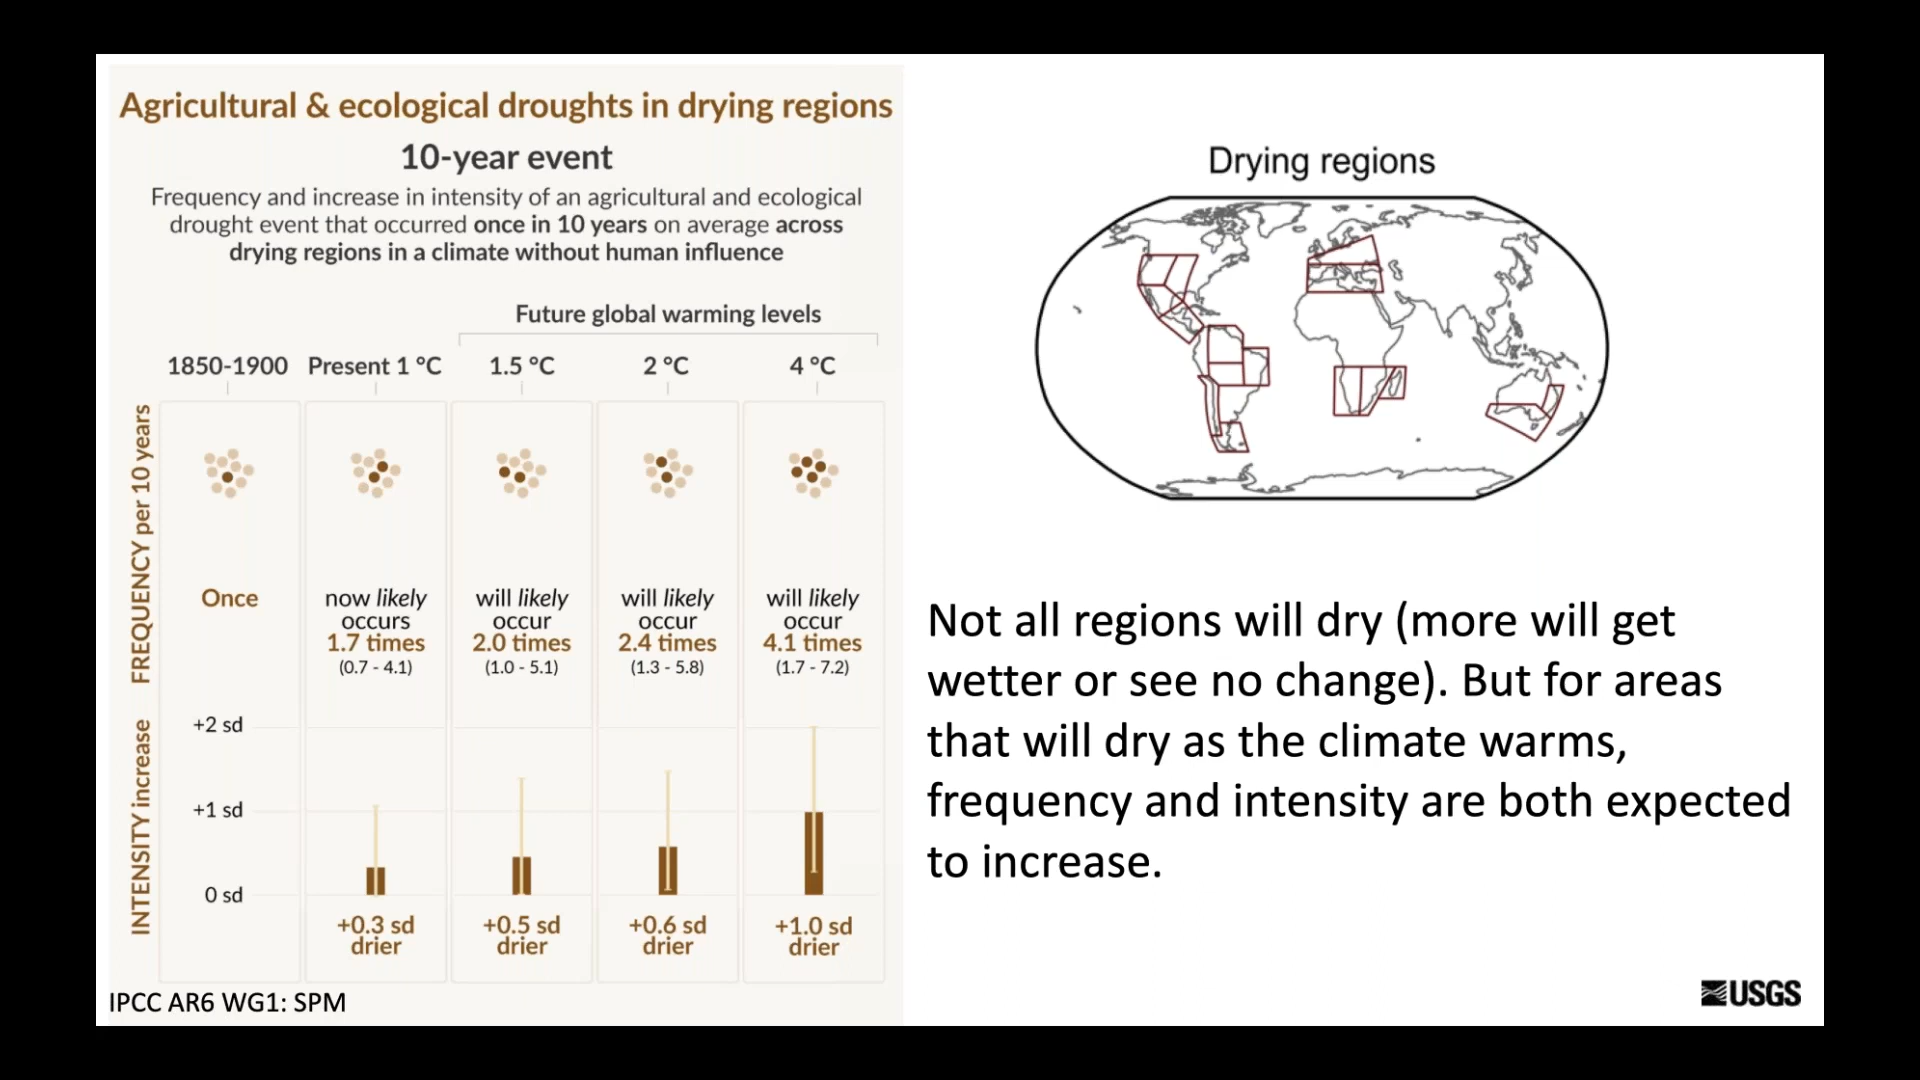 Agricultural & ecological droughts in drying regions
10-year event
Frequency and increase in intensity of an agricultural and ecological
drought event that occurred once in 10 years on average across
drying regions in a climate without human influence
Future global warming levels
1850-1900 Present 1 °C 1.5 °C 2 °C 4 °C
FREQUENCY per 10 years
Once
now likely
occurs
1.7 times
(0.7 - 4.1)
will likely
occur
2.0 times
(1.0 - 5.1)
will likely
occur
2.4 times
(1.3 - 5.8)
will likely
occur
4.1 times
(1.7 - 7.2)
INTENSITY increase
+2 sd
+1 sd
0 sd
+0.3 sd
drier
+0.5 sd
drier
+0.6 sd
drier
+1.0 sd
drier
IPCC AR6 WG1: SPM
Drying regions
Not all regions will dry (more will get
wetter or see no change). But for areas
that will dry as the climate warms,
frequency and intensity are both expected
to increase.
USGS